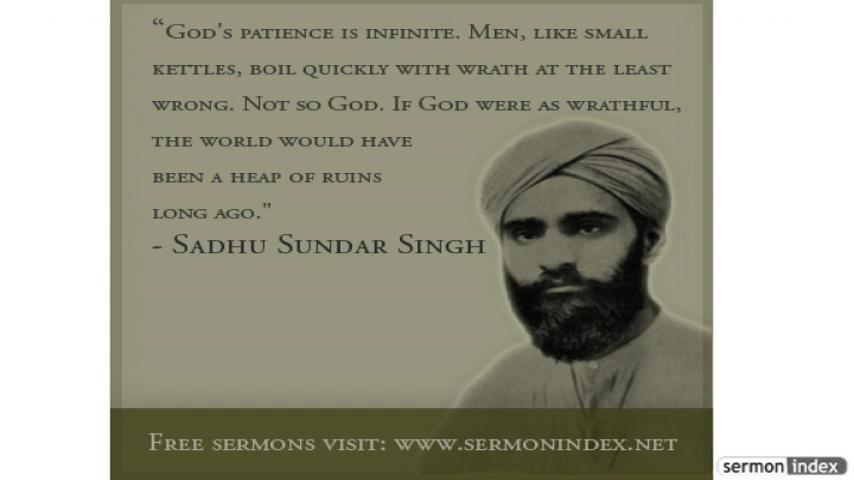 “God's patience is infinite. Men, like small
kettles, boil quickly with wrath at the least
wrong. Not so God. If God were as wrathful,
the world would have
been a heap of ruins
long ago."
- Sadhu Sundar Singh
Free sermons visit: www.sermonindex.net
sermon index